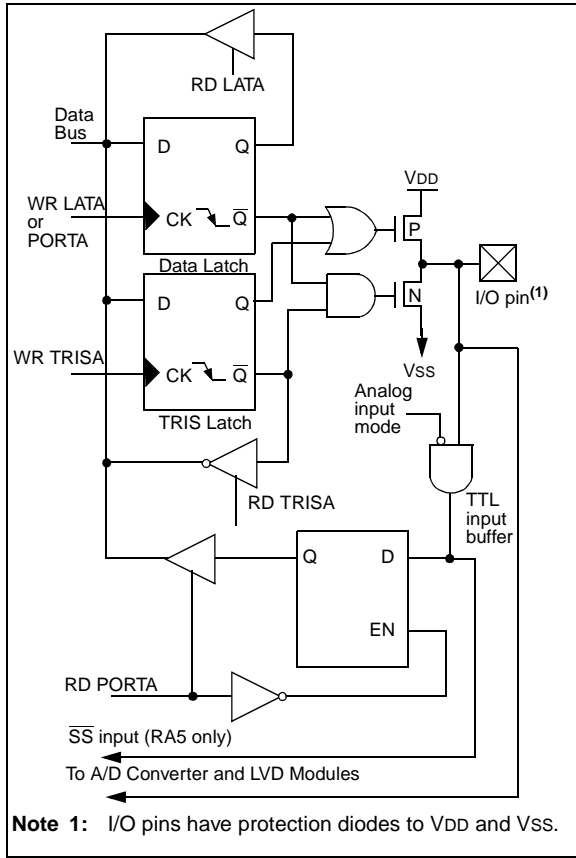 RD LATA
Data
Bus
D Q
WR LATA
or
PORTA
CK Q̅
Data Latch
VDD
P
I/O pin(1)
D Q
N
WR TRISA
CK Q̅
VSS
TRIS Latch
Analog
input
mode
RD TRISA
TTL
input
buffer
Q D
EN
RD PORTA
S̅S̅ input (RA5 only)
To A/D Converter and LVD Modules
Note 1: I/O pins have protection diodes to VDD and VSS.